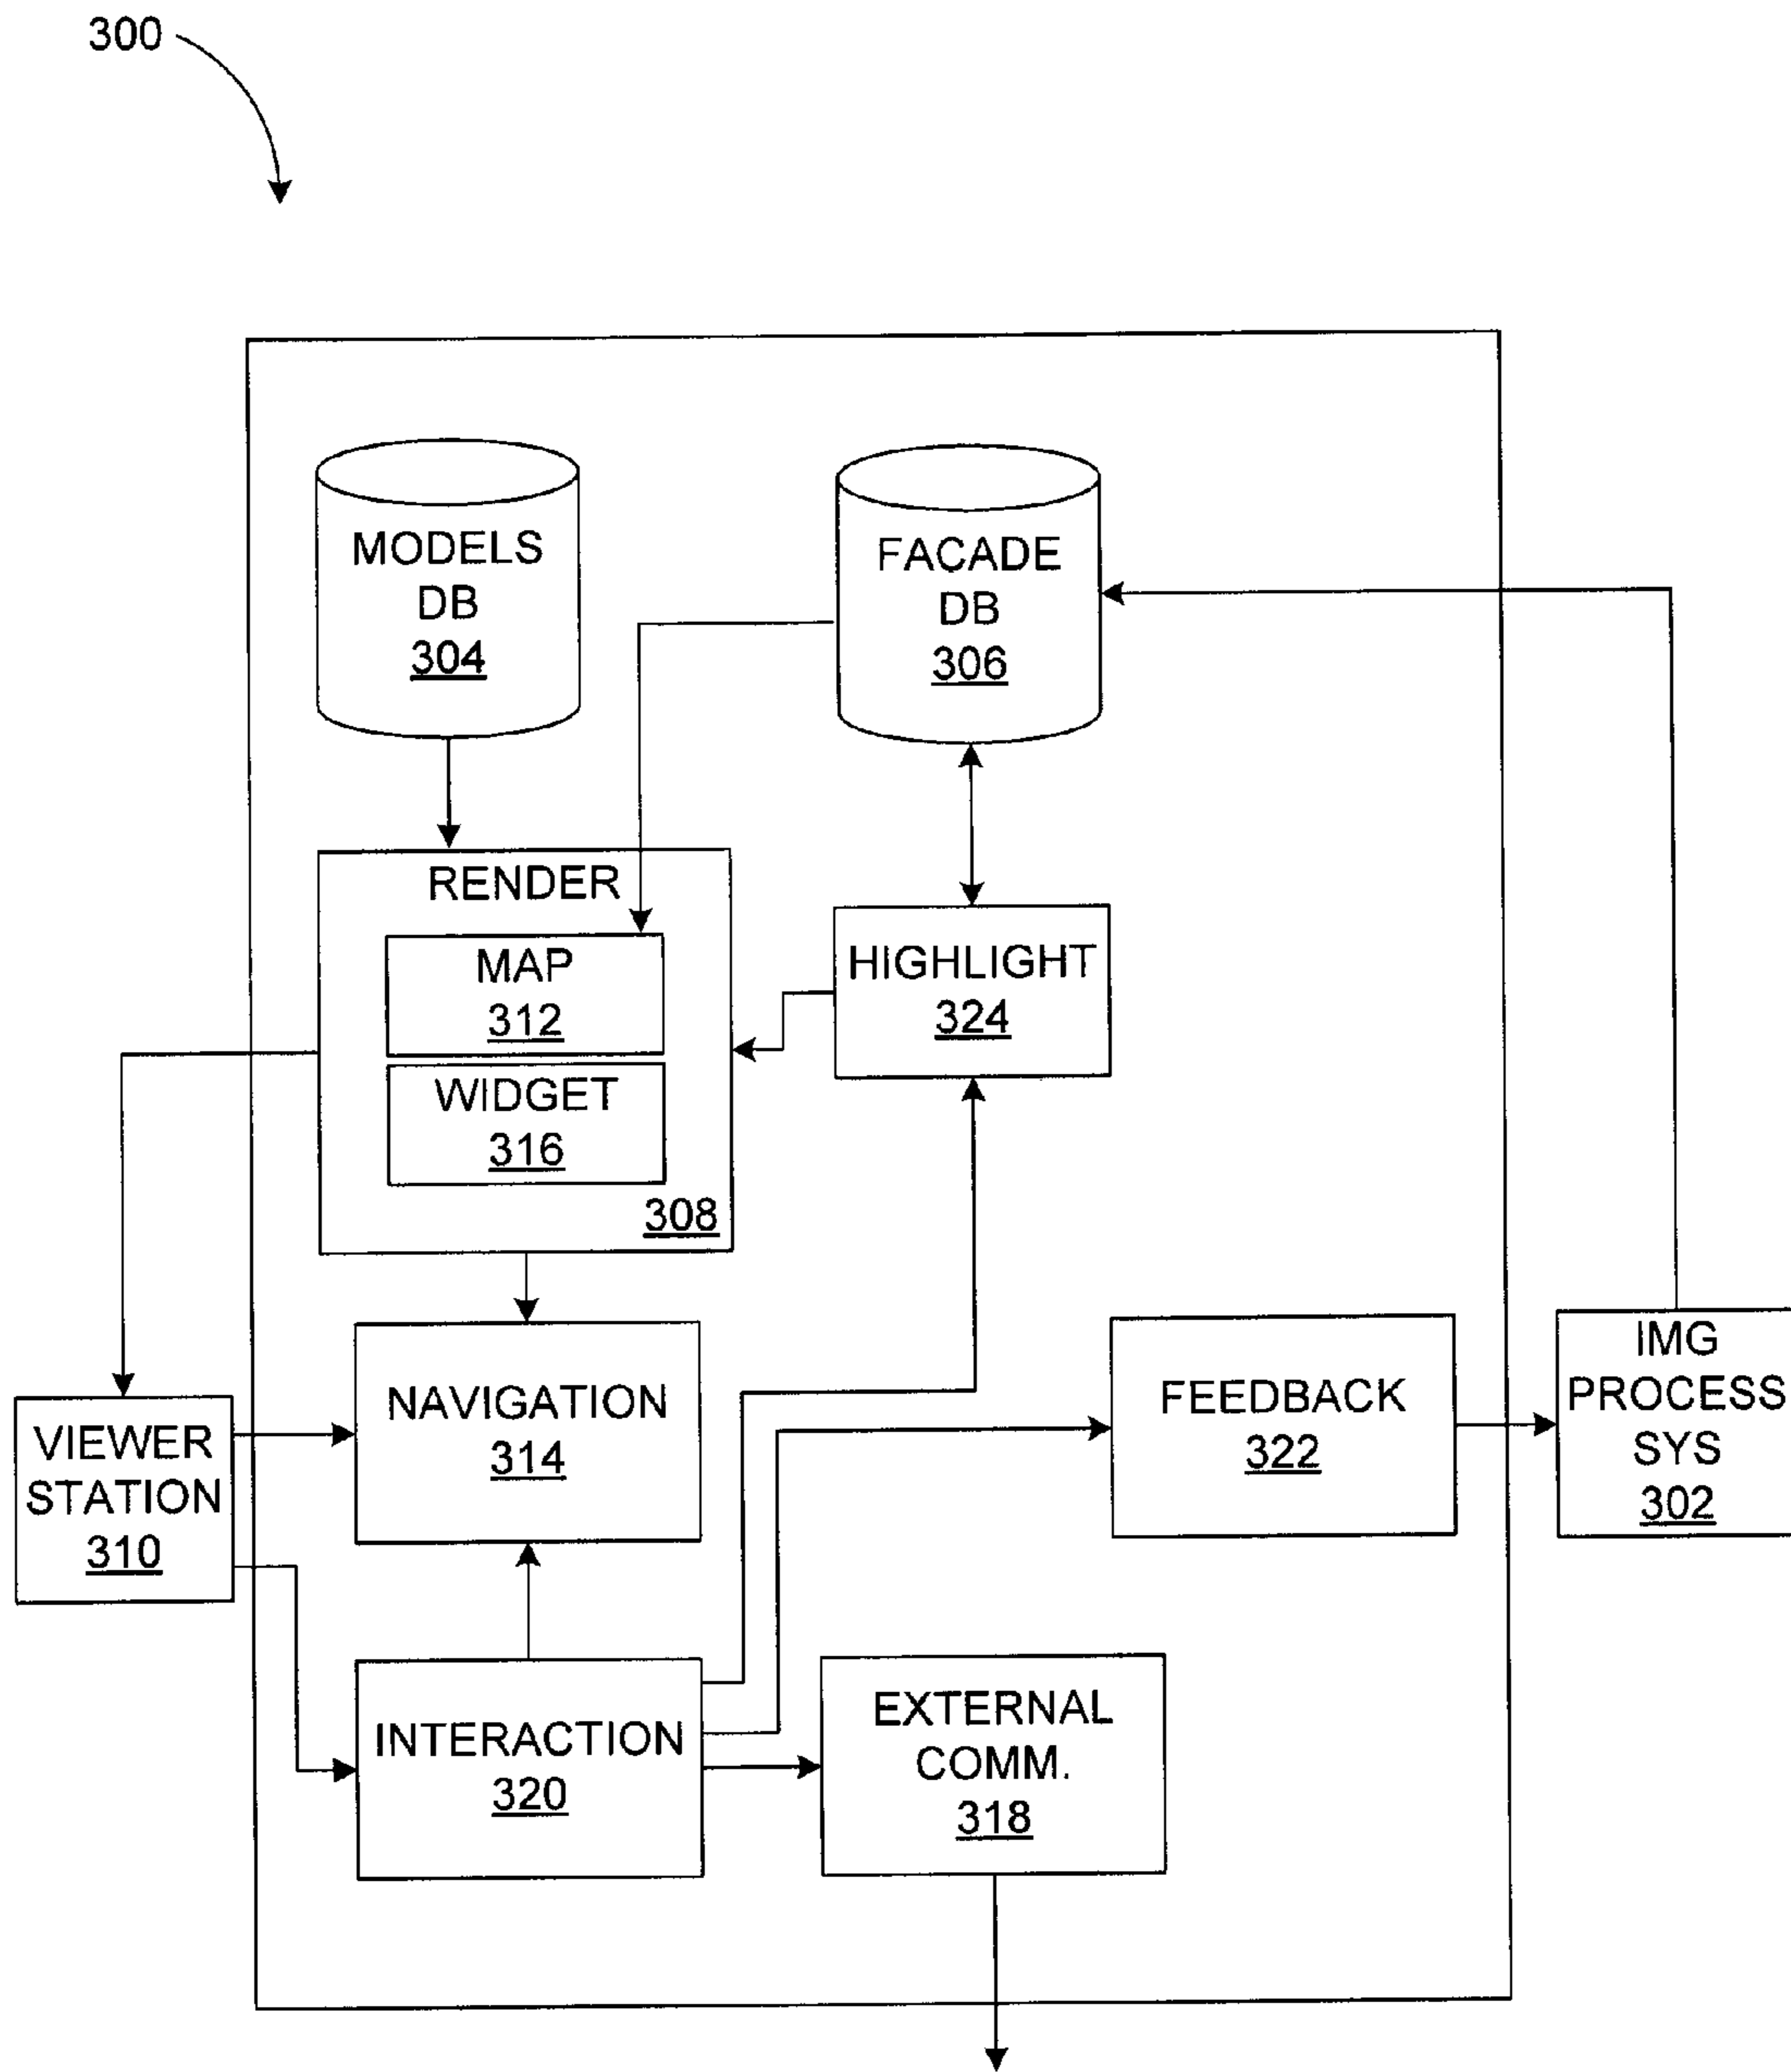 300
MODELS
DB
304
FACADE
DB
306
RENDER
MAP
312
WIDGET
316
308
HIGHLIGHT
324
NAVIGATION
314
VIEWER
STATION
310
FEEDBACK
322
IMG
PROCESS
SYS
302
INTERACTION
320
EXTERNAL
COMM.
318